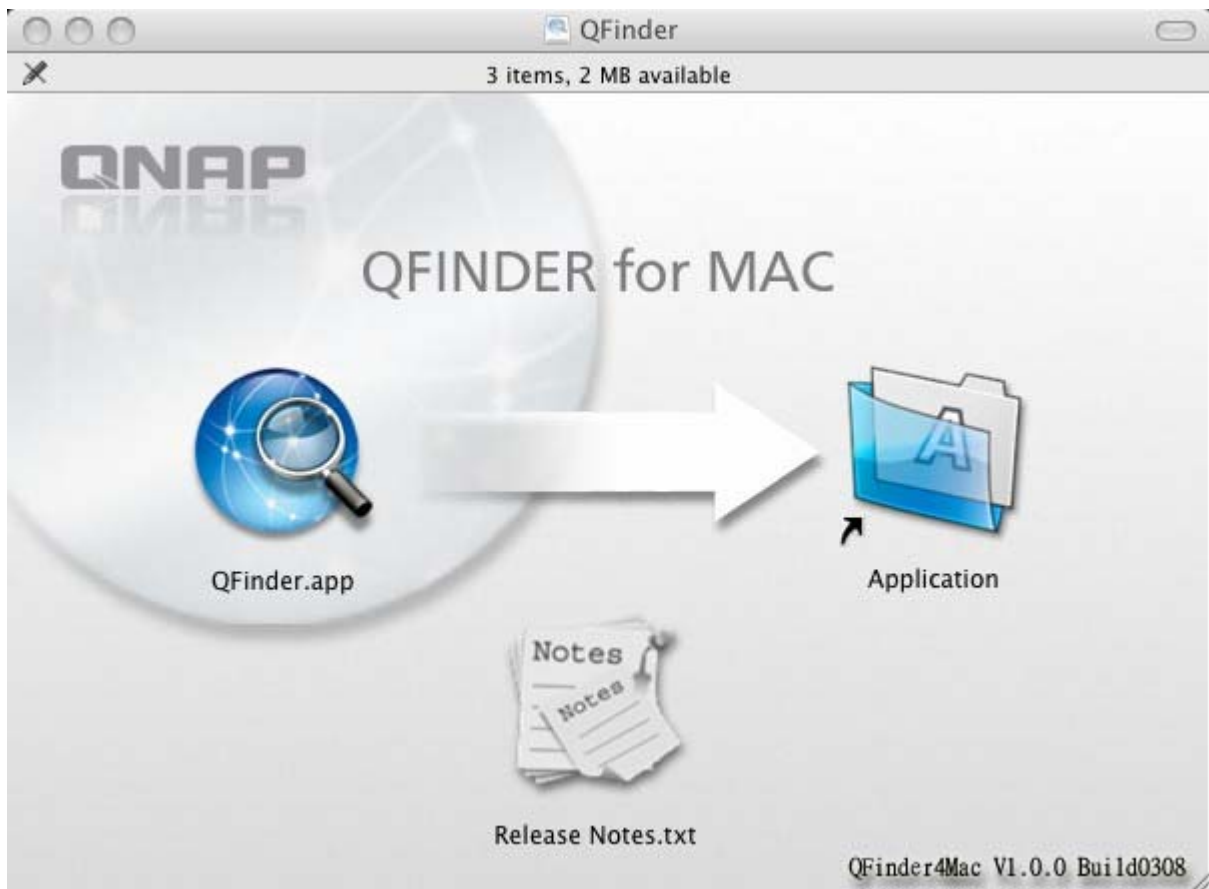 QFinder
3 items, 2 MB available
QNAP
QFINDER for MAC
A
QFinder.app
Application
Notes
Notes
Release Notes.txt
QFinder4Mac V1.0.0 Build0308